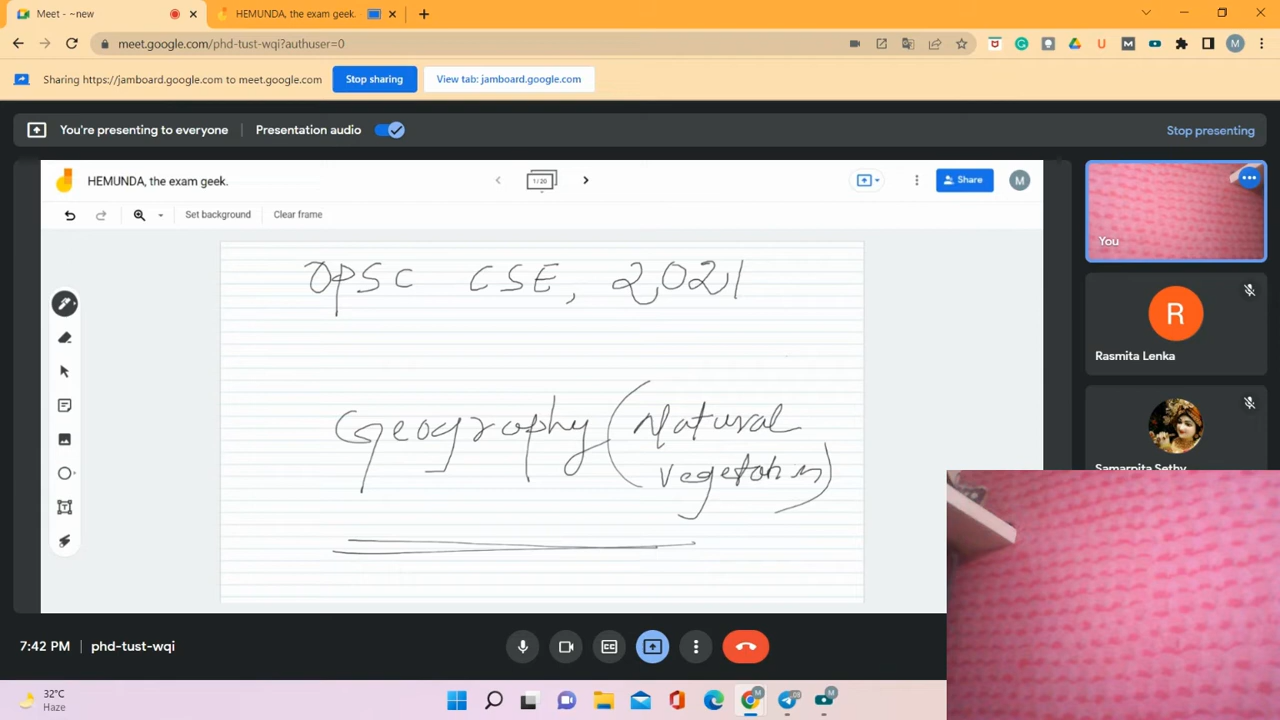 Meet - ~new
HEMUNDA, the exam geek.
meet.google.com/phd-tust-wqi?authuser=0
M
Sharing https://jamboard.google.com to meet.google.com
Stop sharing
View tab: jamboard.google.com
You're presenting to everyone
Presentation audio
Stop presenting
HEMUNDA, the exam geek.
1/20
Share
M
Set background
Clear frame
OPSC CSE, 2021
Geography (Natural
vegetation)
You
R
Rasmita Lenka
Samarpita Sethy
7:42 PM
phd-tust-wqi
CC
32°C
Haze